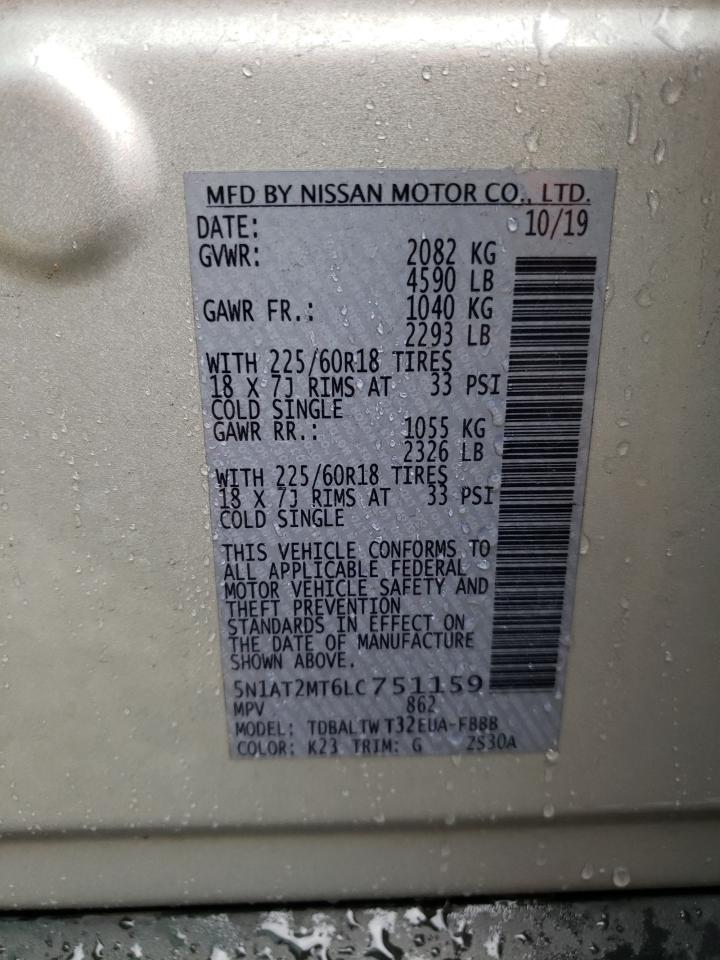 MFD BY NISSAN MOTOR CO., LTD.
DATE: 10/19
GVWR: 2082 KG
4590 LB
GAWR FR.: 1040 KG
2293 LB
WITH 225/60R18 TIRES
18 X 7J RIMS AT 33 PSI
COLD SINGLE
GAWR RR.: 1055 KG
2326 LB
WITH 225/60R18 TIRES
18 X 7J RIMS AT 33 PSI
COLD SINGLE
THIS VEHICLE CONFORMS TO
ALL APPLICABLE FEDERAL
MOTOR VEHICLE SAFETY AND
THEFT PREVENTION
STANDARDS IN EFFECT ON
THE DATE OF MANUFACTURE
SHOWN ABOVE.
5N1AT2MT6LC751159
MPV 862
MODEL: TDBALTW T32EUA-FBBB
COLOR: K23 TRIM: G 2S30A